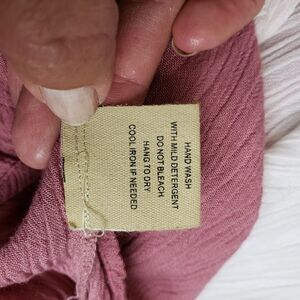 HAND WASH
WITH MILD DETERGENT
DO NOT BLEACH
HANG TO DRY
COOL IRON IF NEEDED